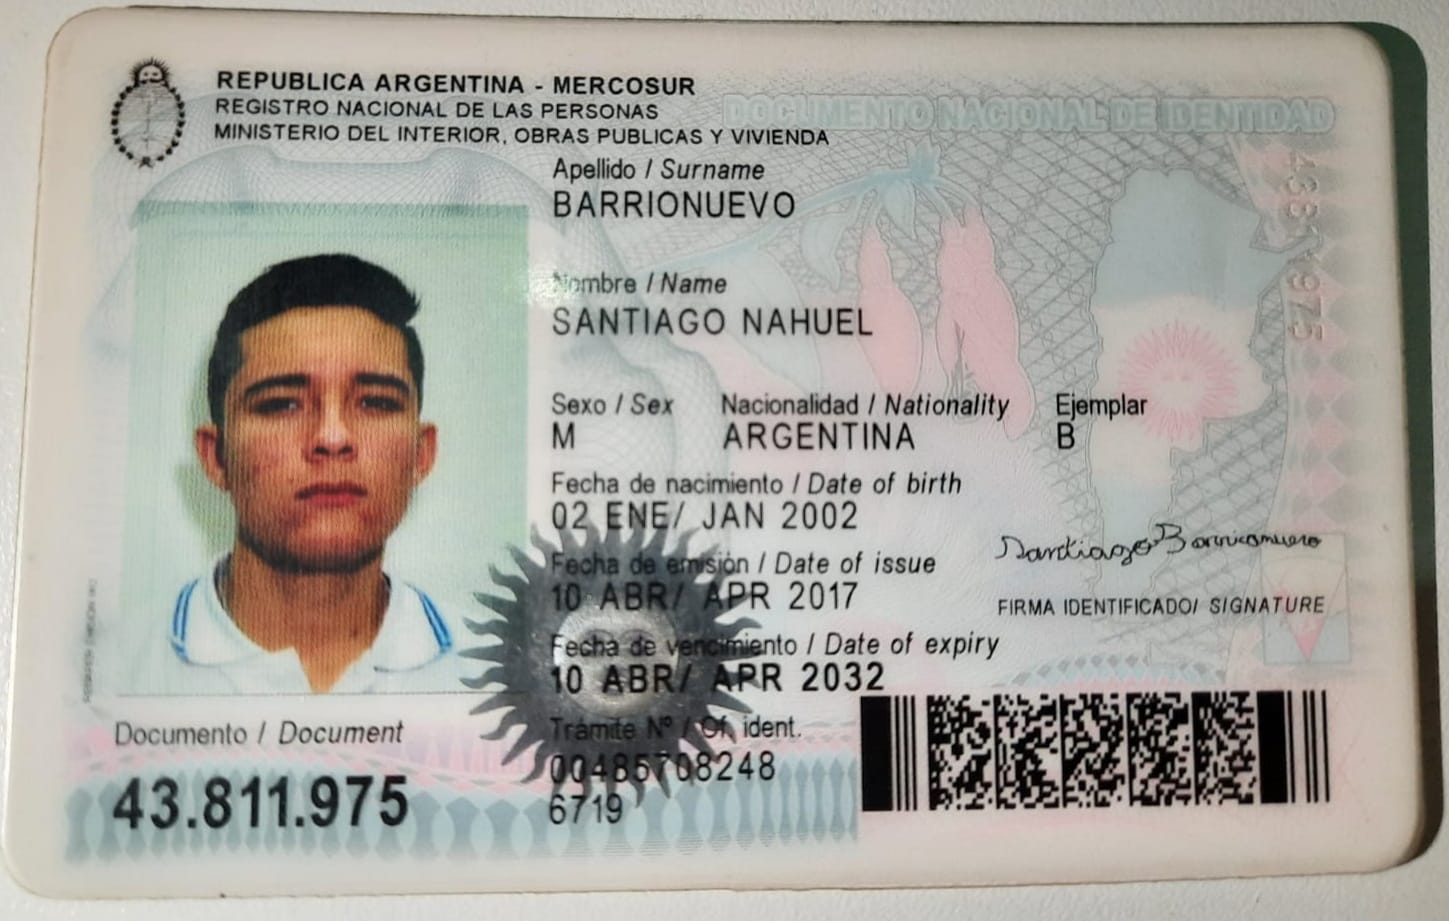 REPUBLICA ARGENTINA - MERCOSUR
REGISTRO NACIONAL DE LAS PERSONAS
MINISTERIO DEL INTERIOR, OBRAS PUBLICAS Y VIVIENDA
DOCUMENTO NACIONAL DE IDENTIDAD
Apellido / Surname
BARRIONUEVO
Nombre / Name
SANTIAGO NAHUEL
Sexo / Sex Nacionalidad / Nationality Ejemplar
M ARGENTINA B
Fecha de nacimiento / Date of birth
02 ENE/ JAN 2002
Fecha de emisión / Date of issue
10 ABR/ APR 2017
Santiago Barrionuevo
FIRMA IDENTIFICADO/ SIGNATURE
Fecha de vencimiento / Date of expiry
10 ABR/ APR 2032
Trámite Nº / Of. ident.
00485708248
6719
Documento / Document
43.811.975